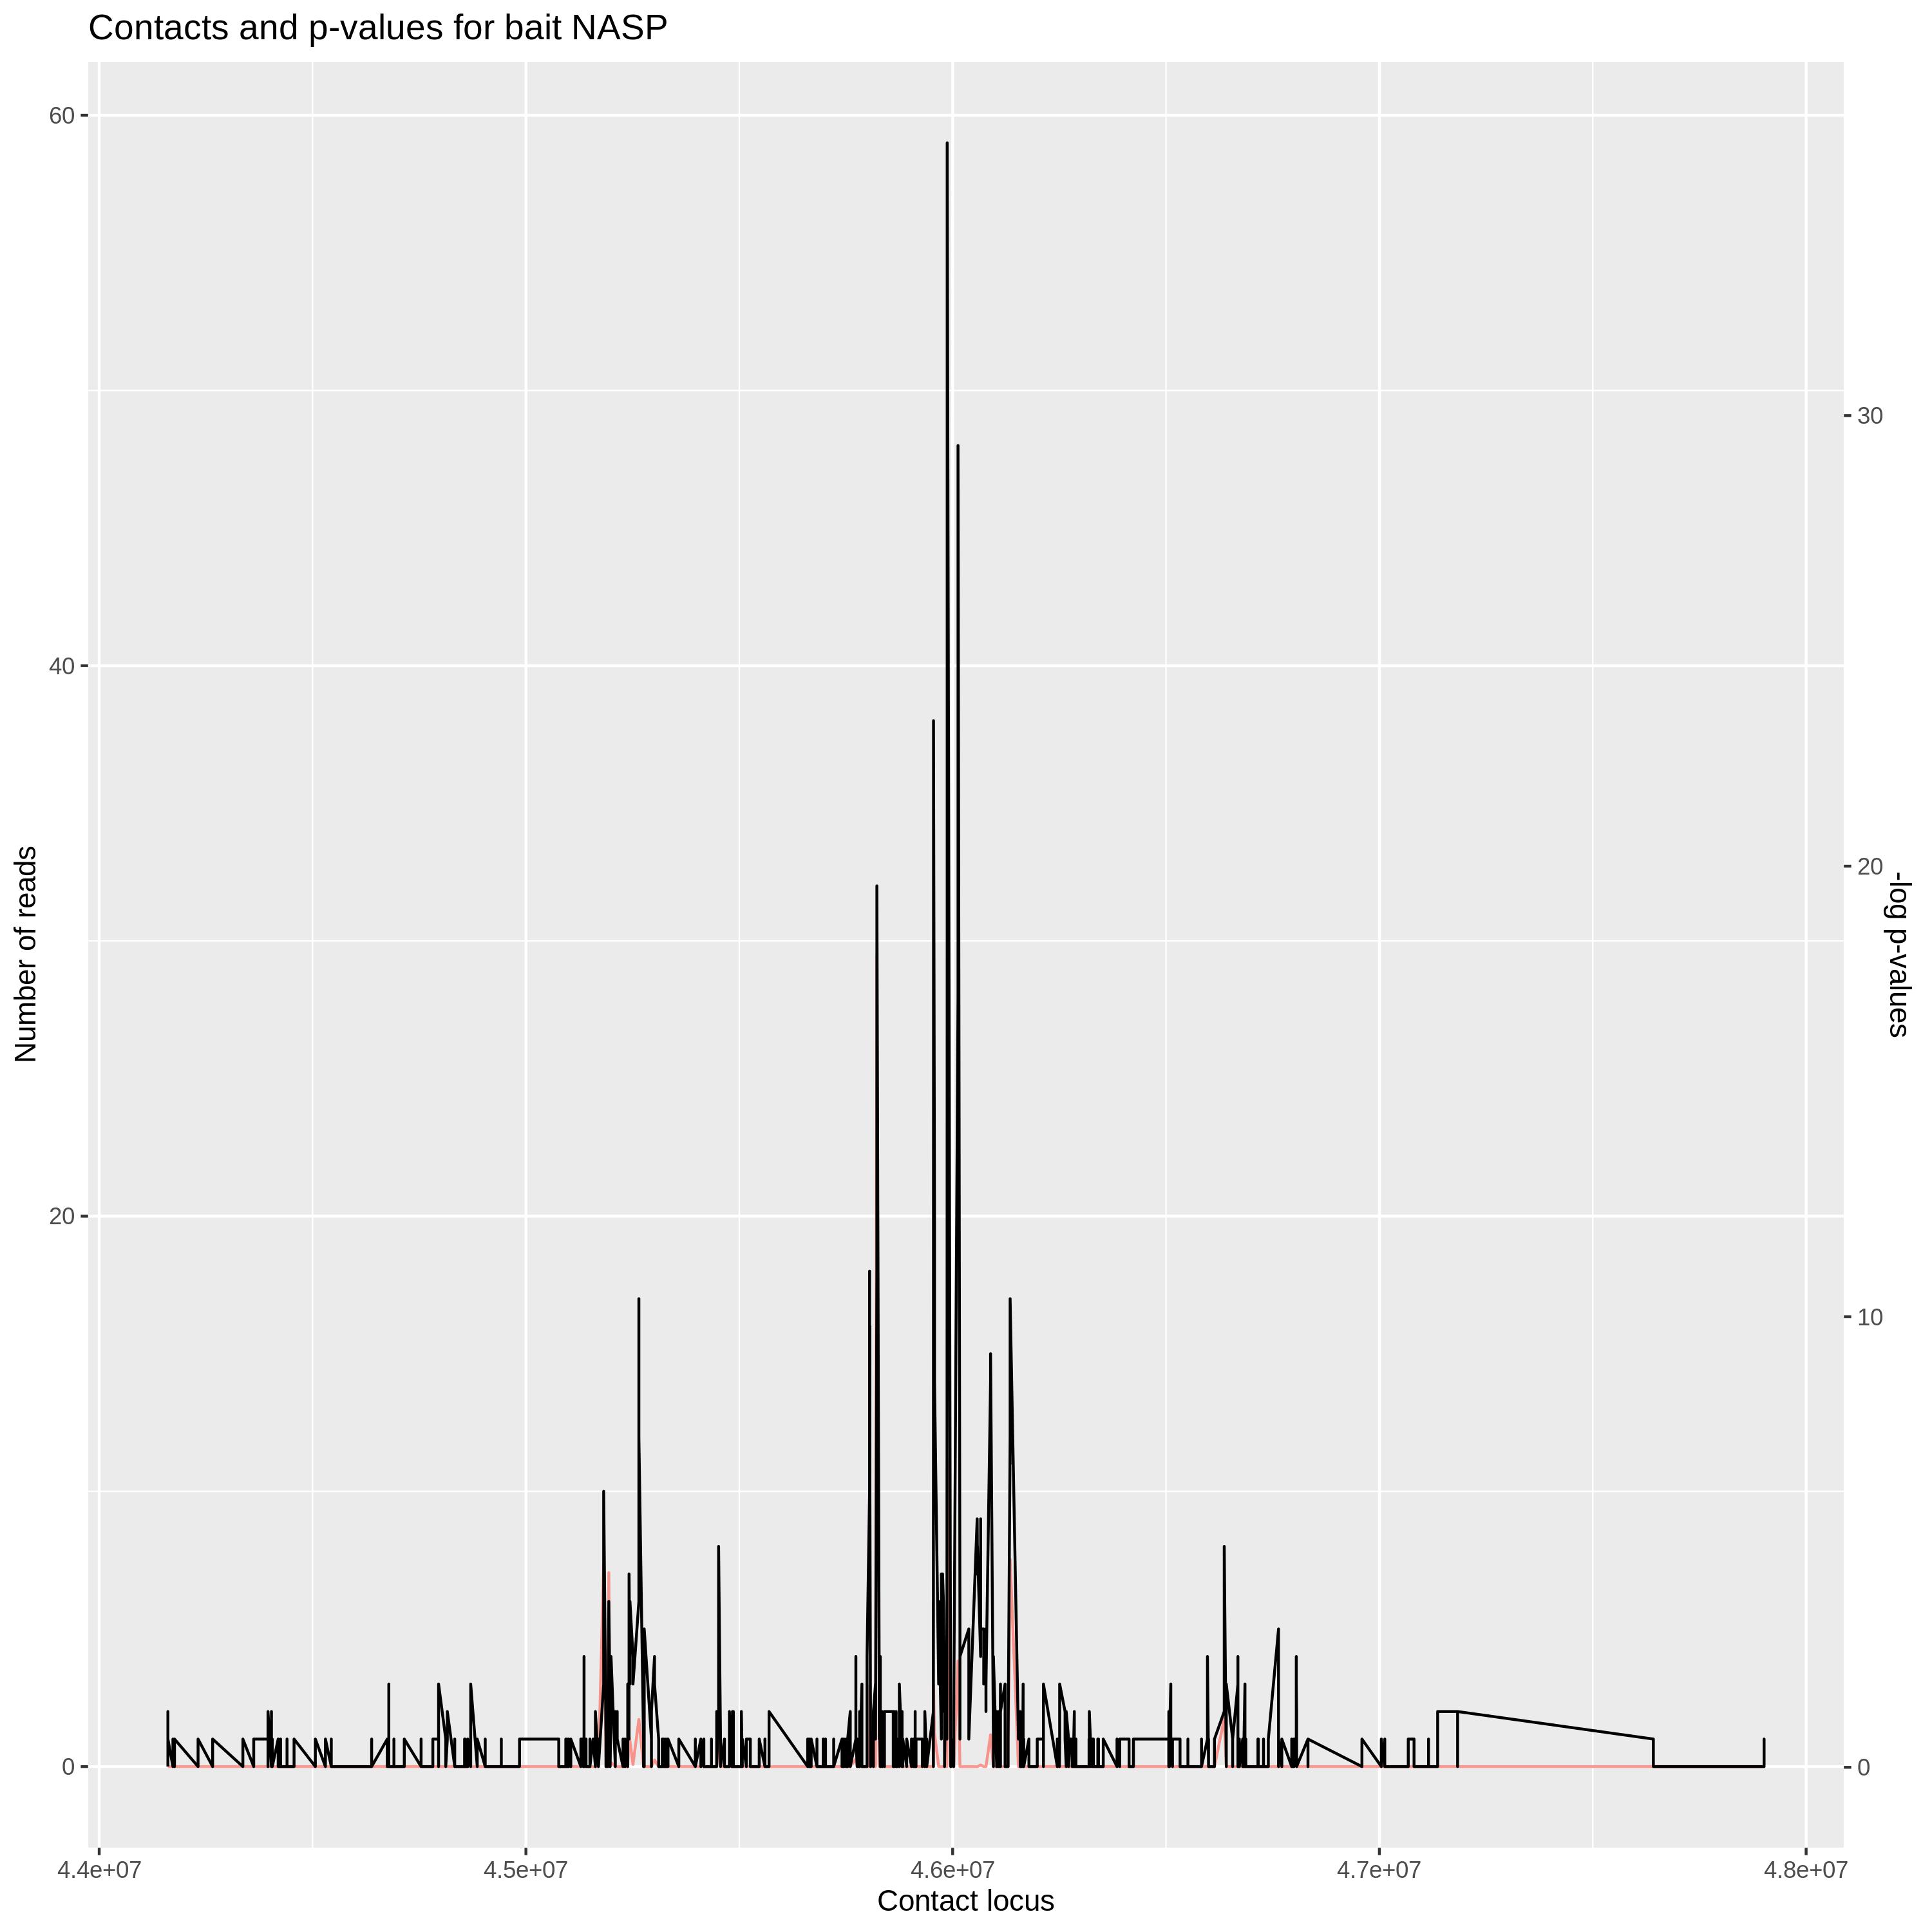 Contacts and p-values for bait NASP
60
40
20
0
Number of reads
30
20
10
0
-log p-values
4.4e+07
4.5e+07
4.6e+07
4.7e+07
4.8e+07
Contact locus